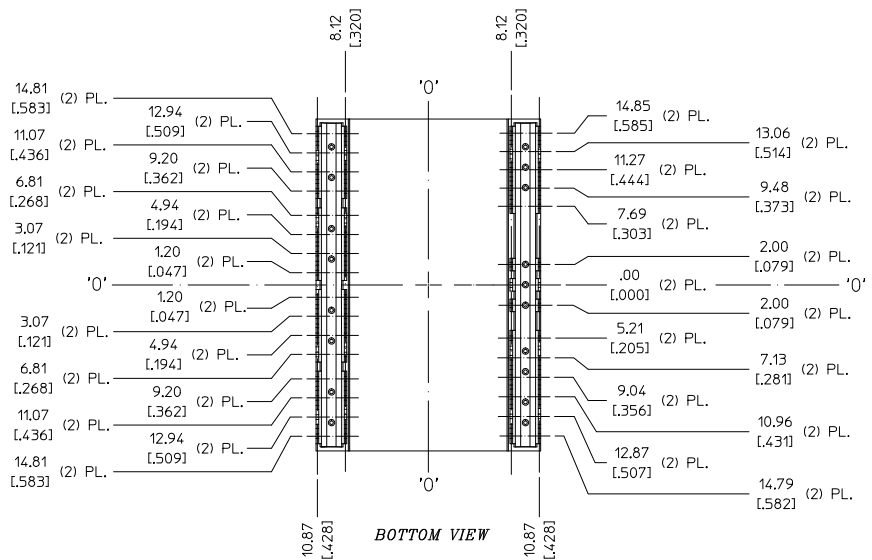 8.12
[.320]
8.12
[.320]
'0'
14.81
[.583] (2) PL.
12.94
[.509] (2) PL.
11.07
[.436] (2) PL.
9.20
[.362] (2) PL.
6.81
[.268] (2) PL.
4.94
[.194] (2) PL.
3.07
[.121] (2) PL.
1.20
[.047] (2) PL.
'0'
1.20
[.047] (2) PL.
3.07
[.121] (2) PL.
4.94
[.194] (2) PL.
6.81
[.268] (2) PL.
9.20
[.362] (2) PL.
11.07
[.436] (2) PL.
12.94
[.509] (2) PL.
14.81
[.583] (2) PL.
14.85
[.585] (2) PL.
13.06
[.514] (2) PL.
11.27
[.444] (2) PL.
9.48
[.373] (2) PL.
7.69
[.303] (2) PL.
2.00
[.079] (2) PL.
.00
[.000] (2) PL.
'0'
2.00
[.079] (2) PL.
5.21
[.205] (2) PL.
7.13
[.281] (2) PL.
9.04
[.356] (2) PL.
10.96
[.431] (2) PL.
12.87
[.507] (2) PL.
14.79
[.582] (2) PL.
'0'
10.87
[.428]
BOTTOM VIEW
10.87
[.428]